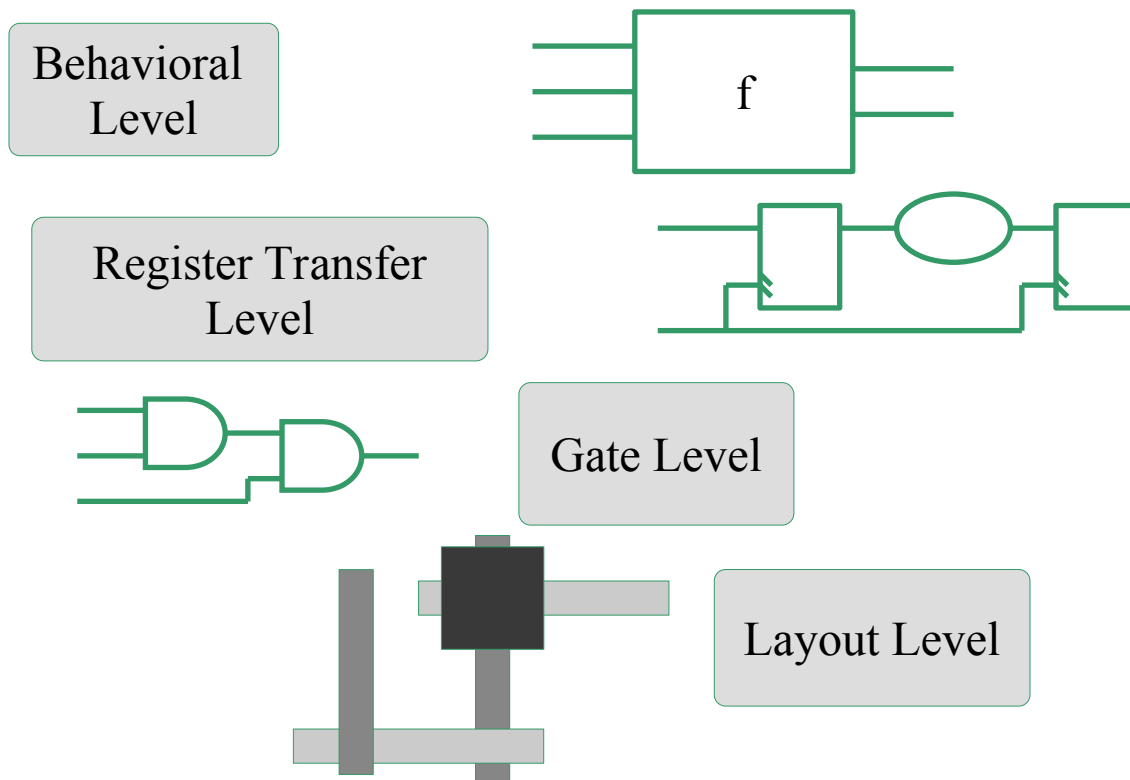 Behavioral
Level
f
Register Transfer
Level
Gate Level
Layout Level